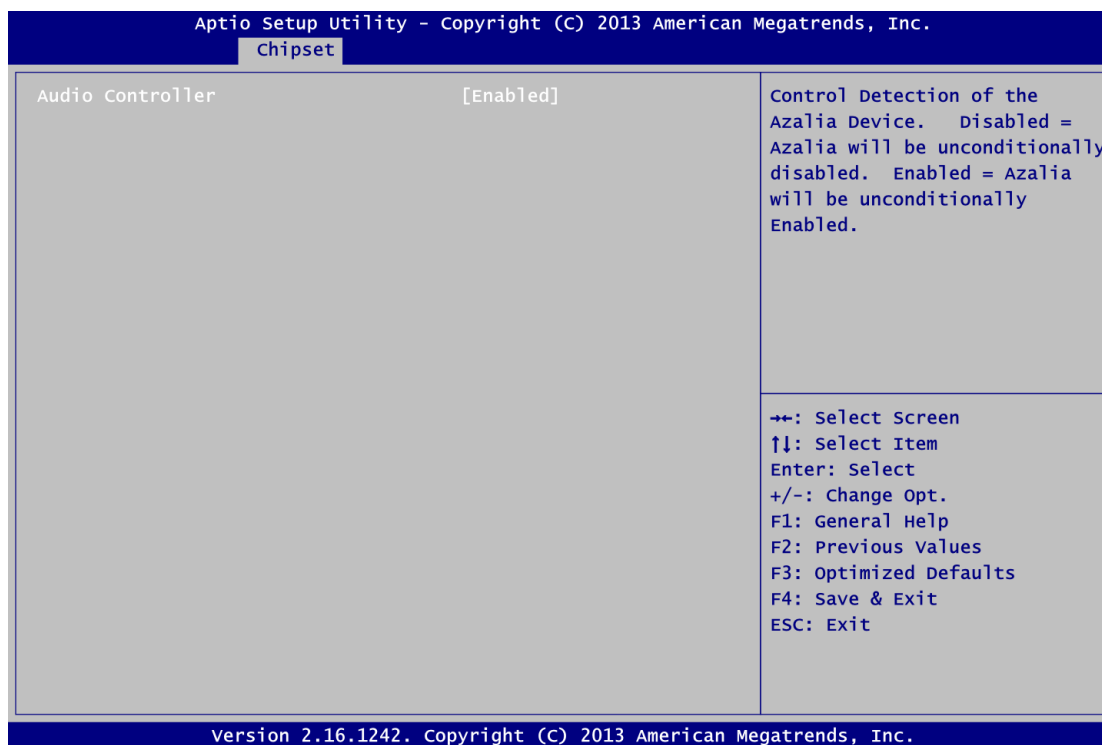 Aptio Setup Utility - Copyright (C) 2013 American Megatrends, Inc.
Chipset
Audio Controller [Enabled]
Control Detection of the
Azalia Device. Disabled =
Azalia will be unconditionally
disabled. Enabled = Azalia
will be unconditionally
Enabled.
→←: Select Screen
↑↓: Select Item
Enter: Select
+/-: Change Opt.
F1: General Help
F2: Previous Values
F3: Optimized Defaults
F4: Save & Exit
ESC: Exit
Version 2.16.1242. Copyright (C) 2013 American Megatrends, Inc.